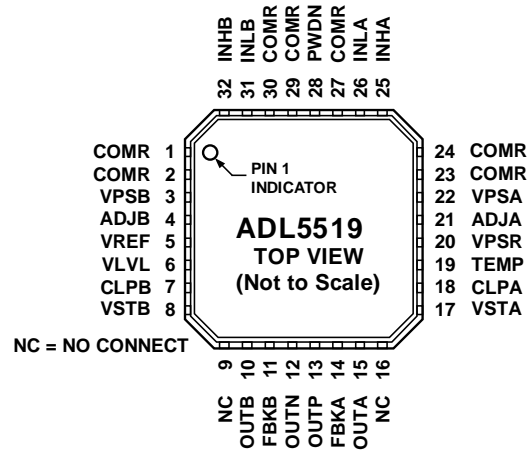 32 INHB
31 INLB
30 COMR
29 COMR
28 PWDN
27 COMR
26 INLA
25 INHA
COMR 1
COMR 2
VPSB 3
ADJB 4
VREF 5
VLVL 6
CLPB 7
VSTB 8
PIN 1
INDICATOR
ADL5519
TOP VIEW
(Not to Scale)
24 COMR
23 COMR
22 VPSA
21 ADJA
20 VPSR
19 TEMP
18 CLPA
17 VSTA
NC = NO CONNECT
NC 9
OUTB 10
FBKB 11
OUTN 12
OUTP 13
FBKA 14
OUTA 15
NC 16